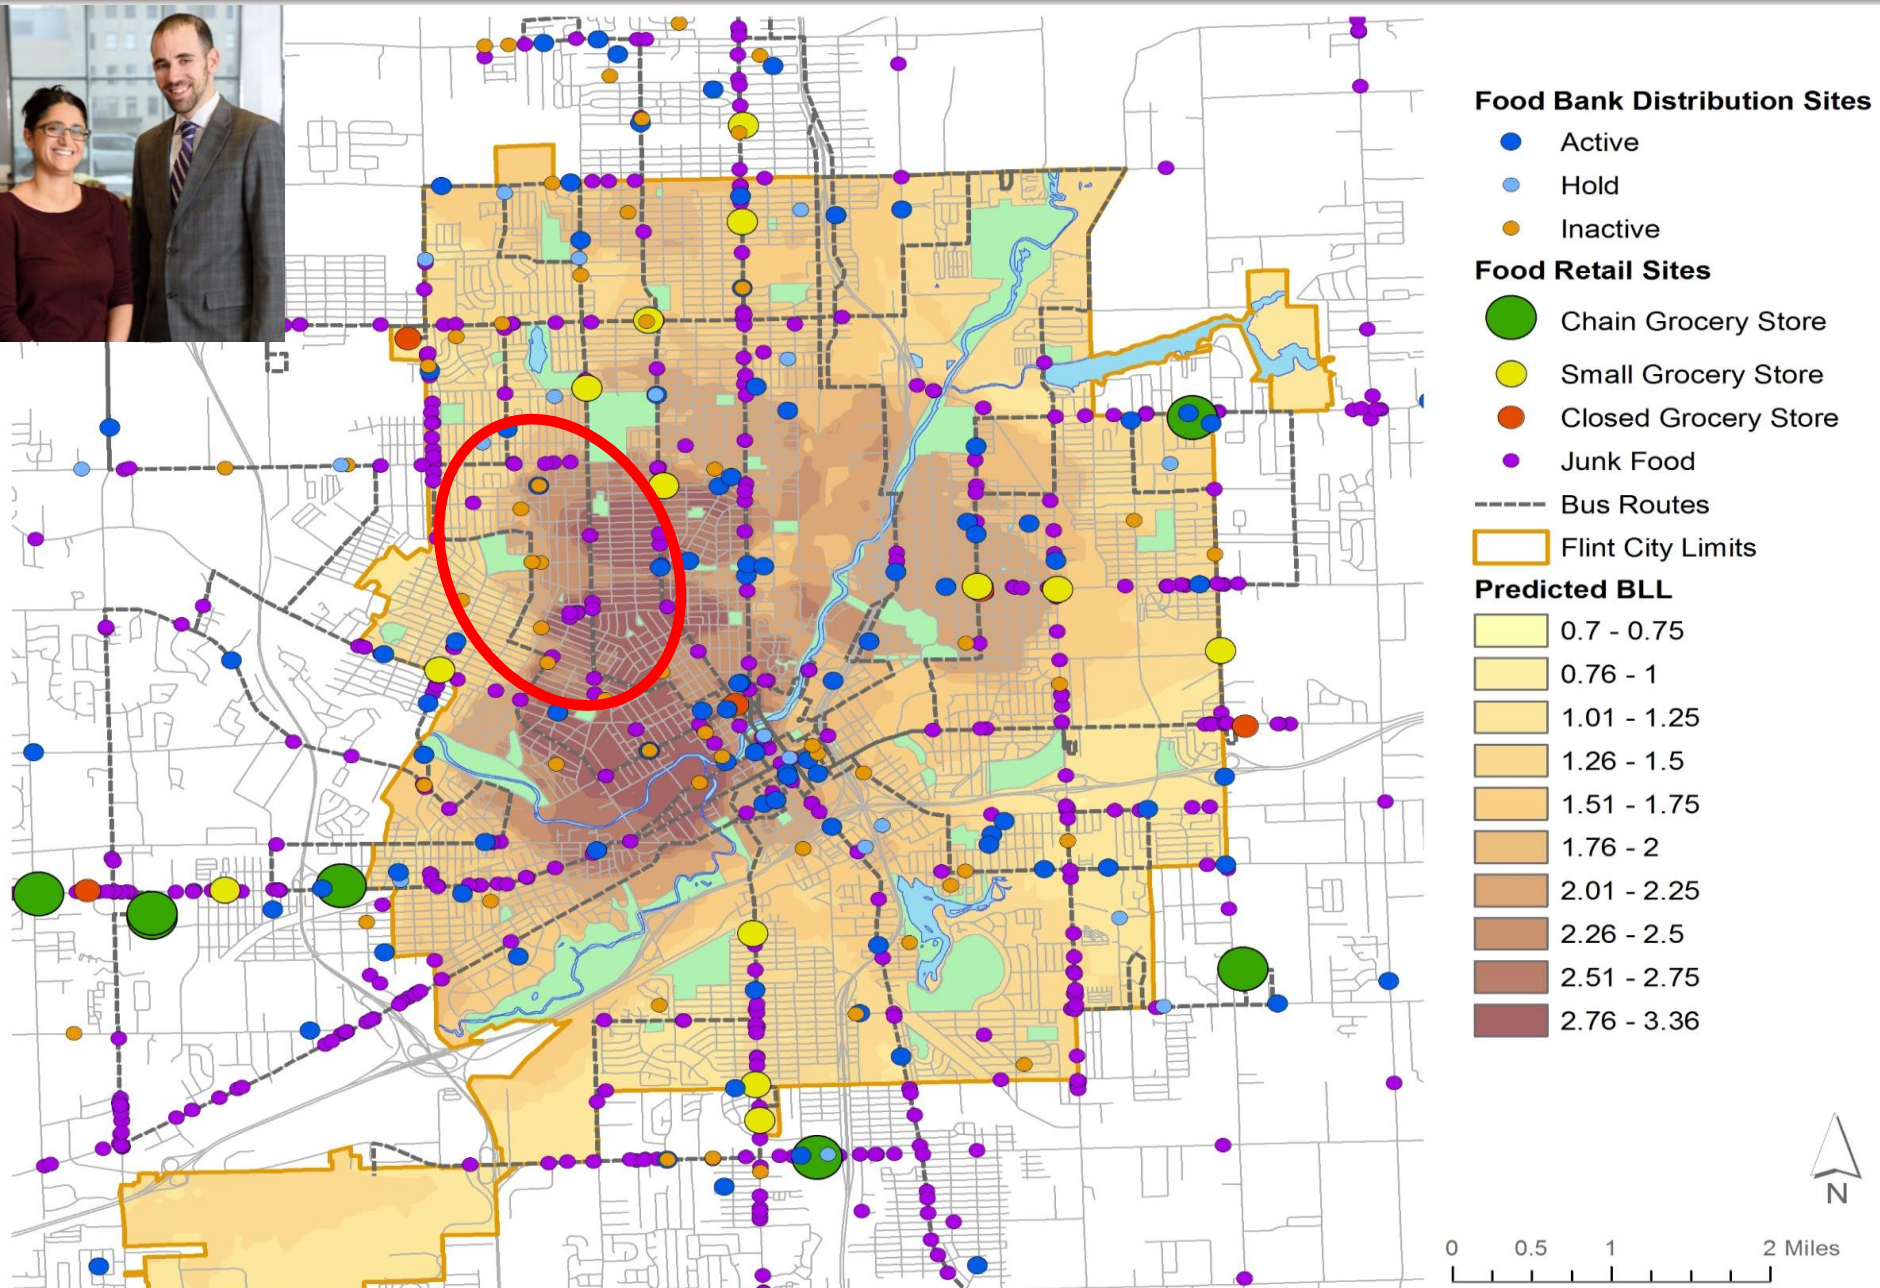 Food Bank Distribution Sites
Active
Hold
Inactive
Food Retail Sites
Chain Grocery Store
Small Grocery Store
Closed Grocery Store
Junk Food
Bus Routes
Flint City Limits
Predicted BLL
0.7 - 0.75
0.76 - 1
1.01 - 1.25
1.26 - 1.5
1.51 - 1.75
1.76 - 2
2.01 - 2.25
2.26 - 2.5
2.51 - 2.75
2.76 - 3.36
N
0 0.5 1 2 Miles